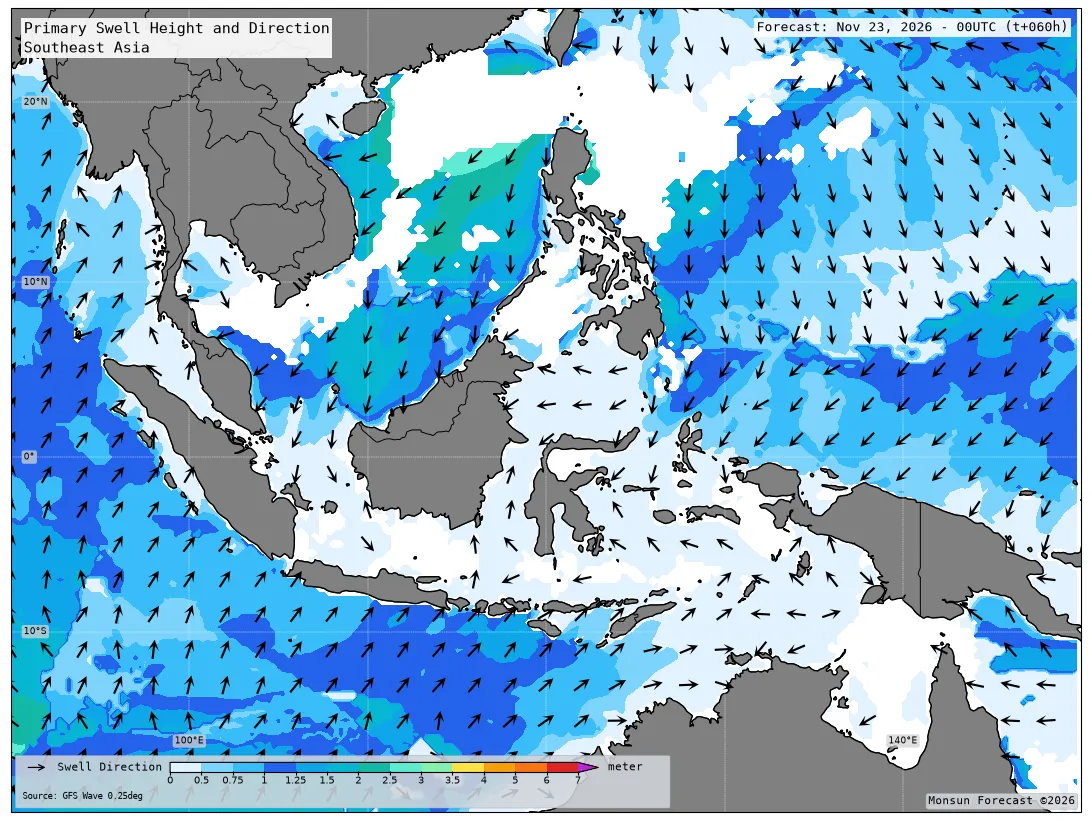 Primary Swell Height and Direction
Southeast Asia
Forecast: Nov 23, 2026 - 00UTC (t+060h)
20°N
10°N
0°
10°S
100°E
140°E
Swell Direction
0 0.5 0.75 1 1.25 1.5 2 2.5 3 3.5 4 5 6 7
meter
Source: GFS Wave 0.25deg
Monsun Forecast ©2026